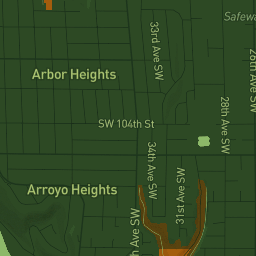 Safewa
33rd Ave SW
26th Ave SW
Arbor Heights
28th Ave SW
SW 104th St
34th Ave SW
31st Ave SW
Arroyo Heights
th Ave SW